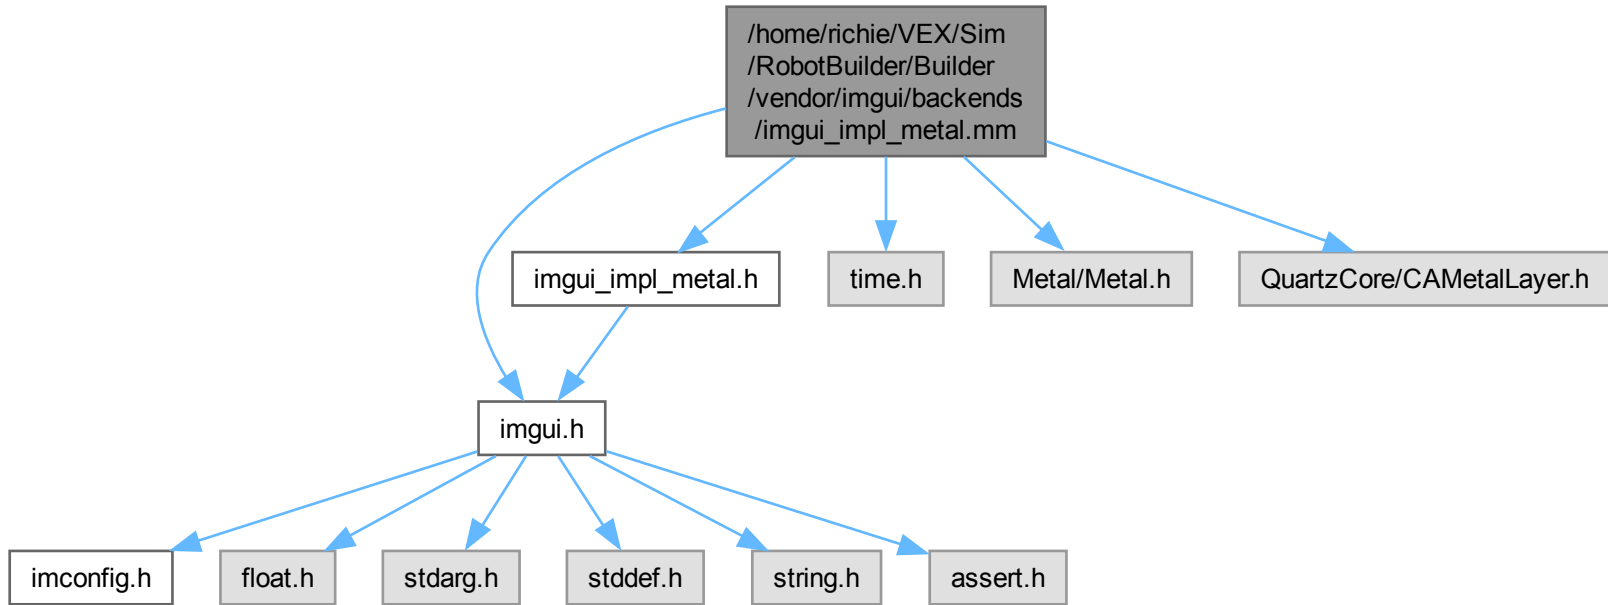 /home/richie/VEX/Sim
/RobotBuilder/Builder
/vendor/imgui/backends
/imgui_impl_metal.mm
imgui_impl_metal.h
time.h
Metal/Metal.h
QuartzCore/CAMetalLayer.h
imgui.h
imconfig.h
float.h
stdarg.h
stddef.h
string.h
assert.h